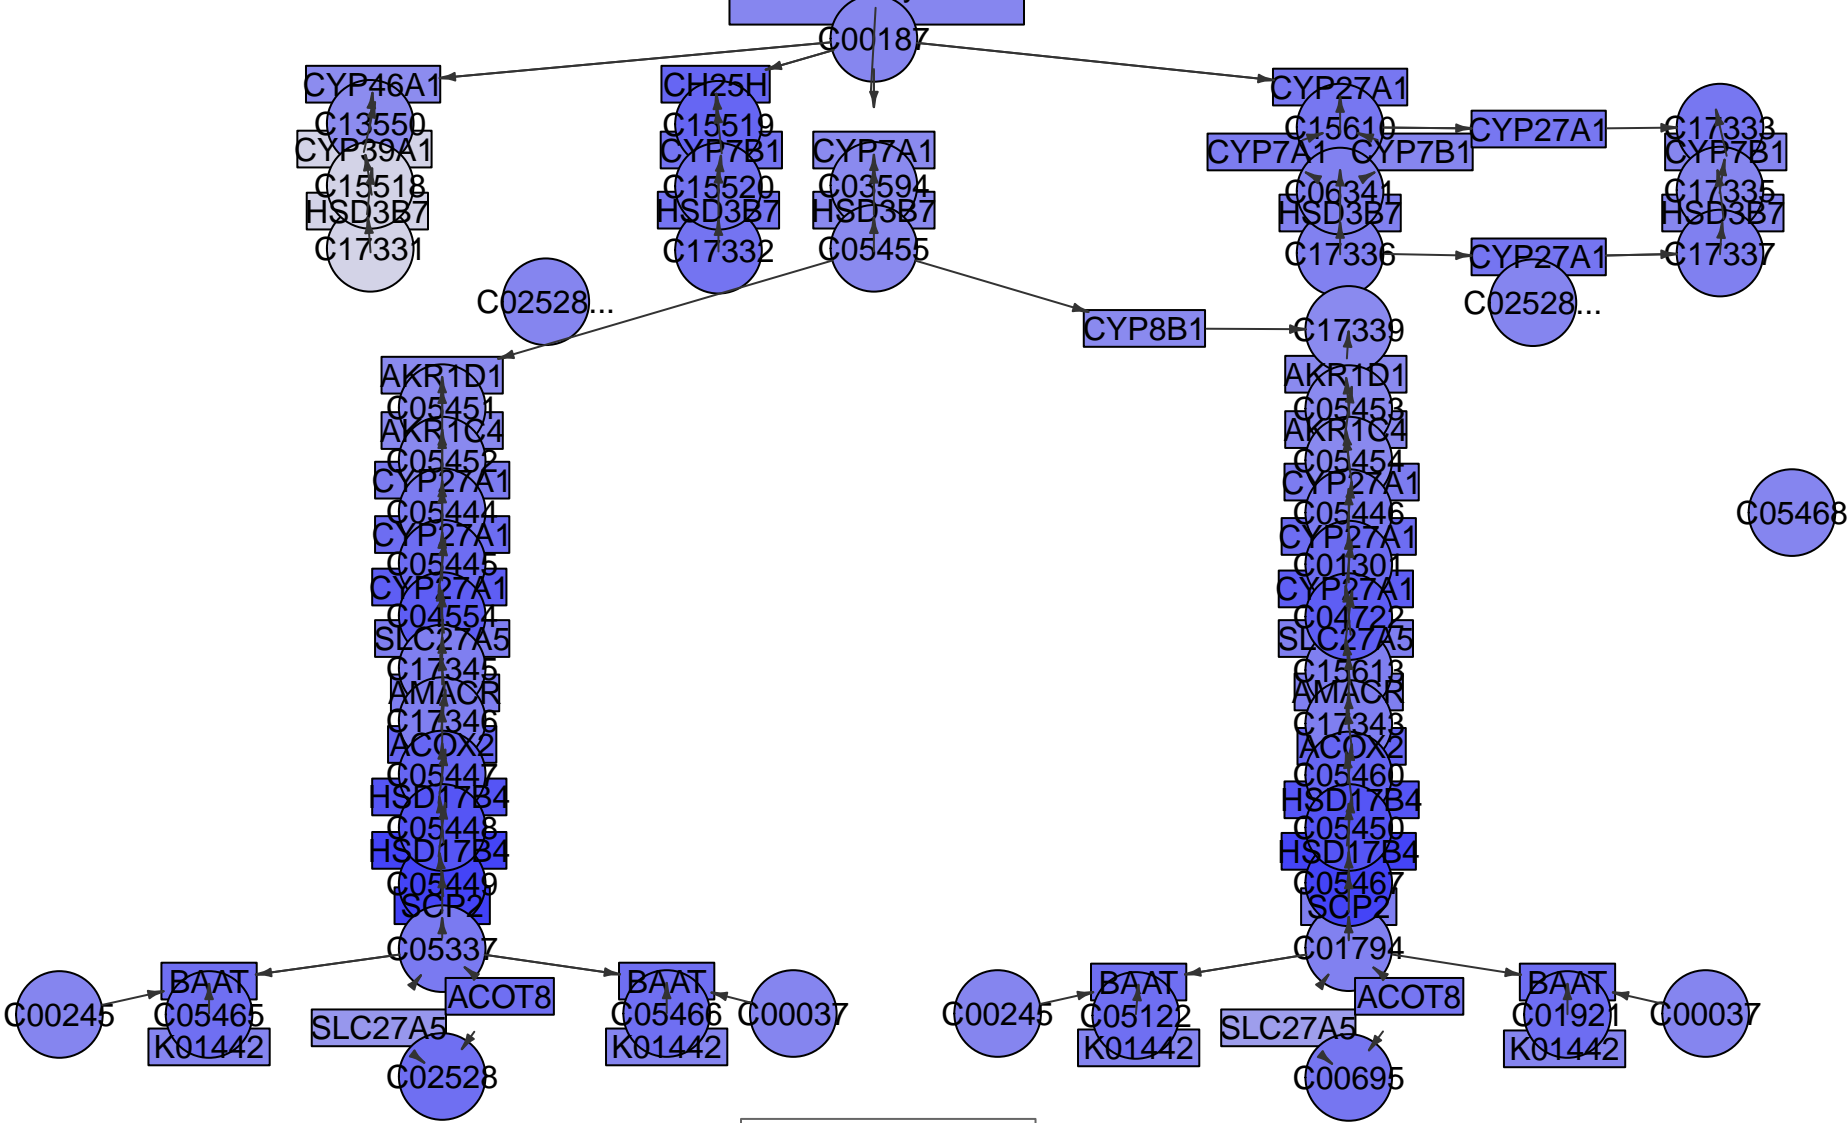 C00187
CYP46A1
CH25H
CYP27A1
C13550
C15519
C15610
CYP27A1
C17333
CYP39A1
CYP7B1
CYP7A1
CYP7A1
CYP7B1
CYP7B1
C15518
C15520
C03594
C06341
C17335
HSD3B7
HSD3B7
HSD3B7
HSD3B7
HSD3B7
C17331
C17332
C05455
C17336
CYP27A1
C17337
C02528...
C02528...
CYP8B1
C17339
AKR1D1
AKR1D1
C05451
C05453
AKR1C4
AKR1C4
C05452
C05454
CYP27A1
CYP27A1
C05444
C05446
C05468
CYP27A1
CYP27A1
C05445
C01301
CYP27A1
CYP27A1
C04554
C04722
SLC27A5
SLC27A5
C17345
C15613
AMACR
AMACR
C17346
C17343
ACOX2
ACOX2
C05447
C05460
HSD17B4
HSD17B4
C05448
C05450
HSD17B4
HSD17B4
C05449
C05467
SCP2
SCP2
C05337
C01794
BAAT
BAAT
BAAT
BAAT
ACOT8
ACOT8
C00245
C05465
C05466
C00037
C00245
C05122
C01921
C00037
SLC27A5
SLC27A5
K01442
K01442
K01442
K01442
C02528
C00695